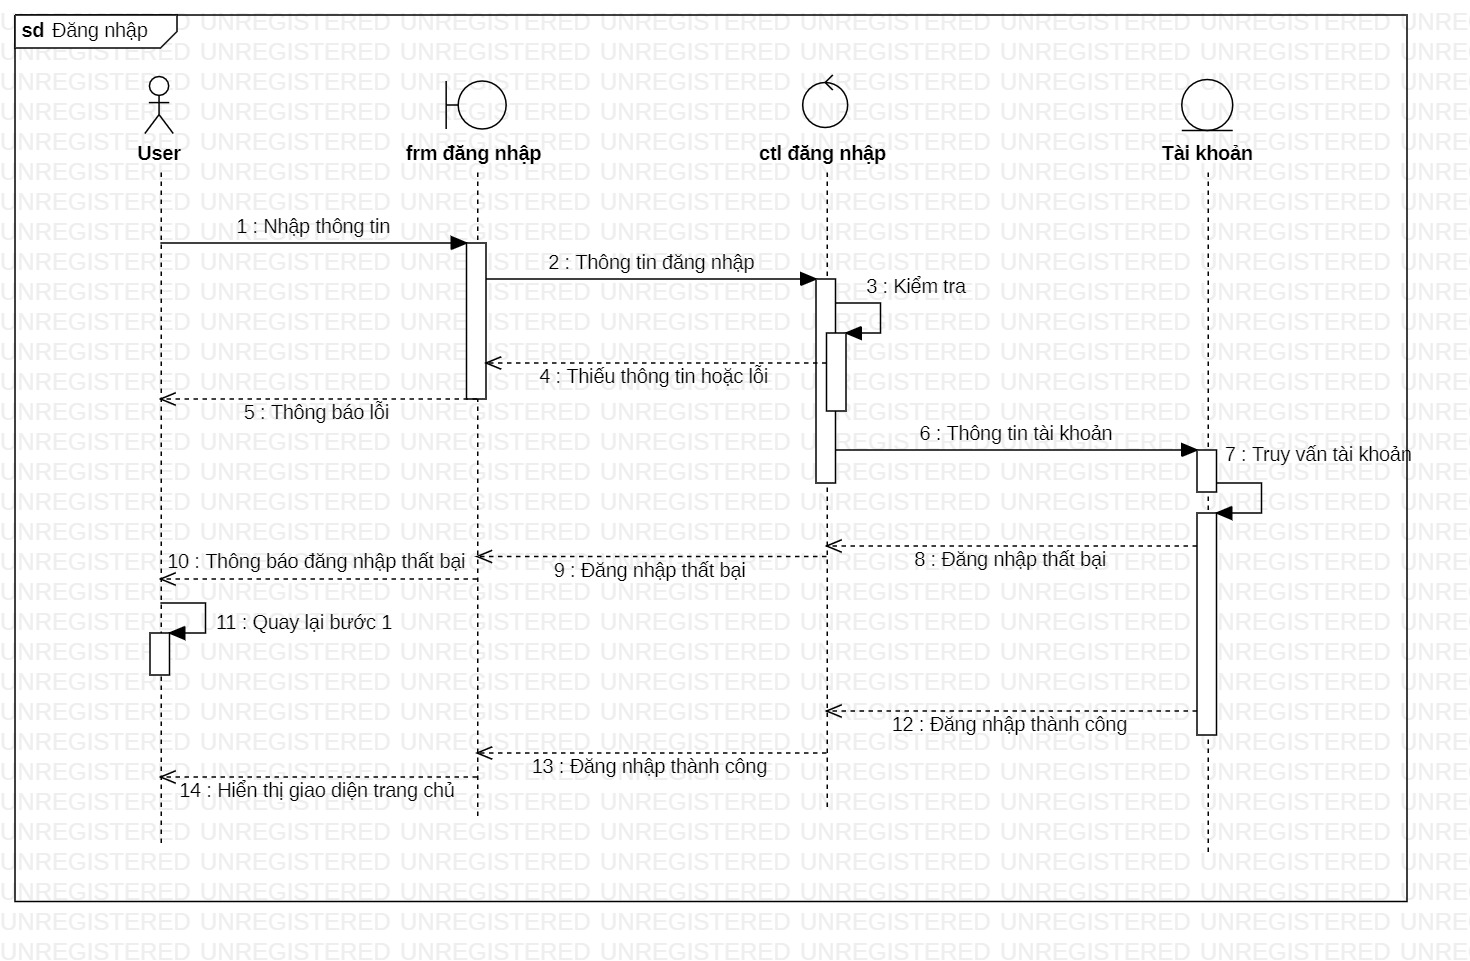 sd Đăng nhập
User
frm đăng nhập
ctl đăng nhập
Tài khoản
1 : Nhập thông tin
2 : Thông tin đăng nhập
3 : Kiểm tra
4 : Thiếu thông tin hoặc lỗi
5 : Thông báo lỗi
6 : Thông tin tài khoản
7 : Truy vấn tài khoản
8 : Đăng nhập thất bại
9 : Đăng nhập thất bại
10 : Thông báo đăng nhập thất bại
11 : Quay lại bước 1
12 : Đăng nhập thành công
13 : Đăng nhập thành công
14 : Hiển thị giao diện trang chủ
UNREGISTERED